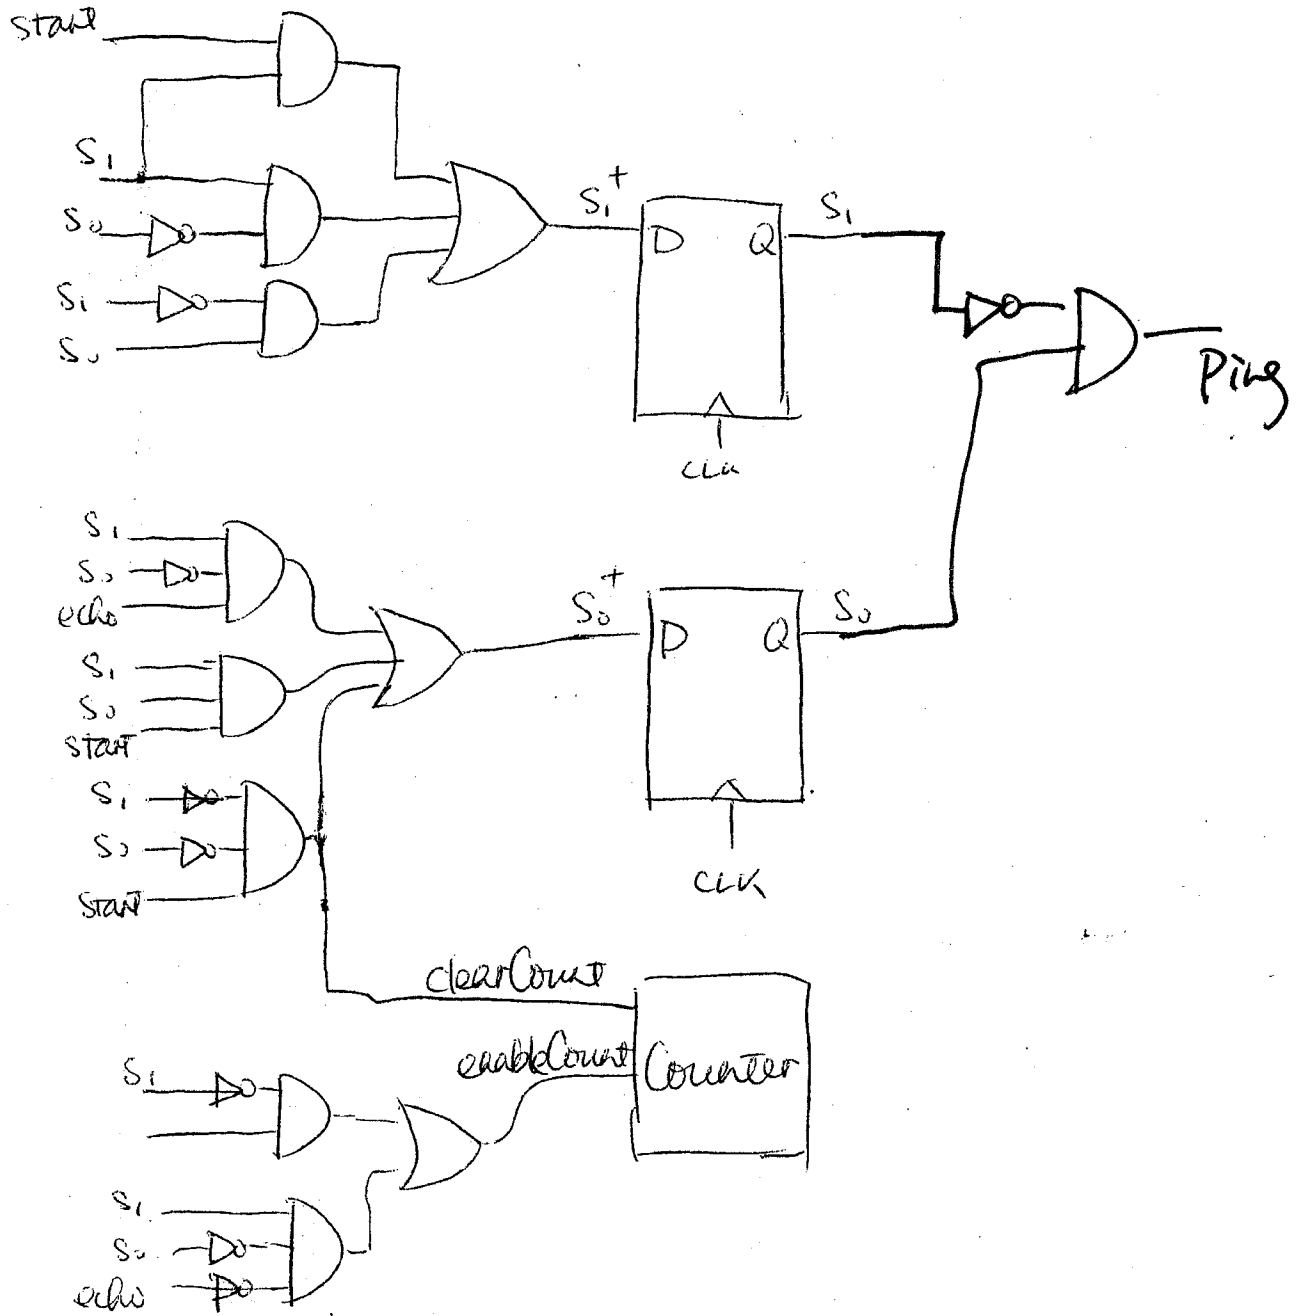 start
S1
S0
S1
S0
S1+
D Q
S1
CLK
Ping
S1
S0
echo
S1
S0
start
S1
S0
start
S0+
D Q
S0
CLK
clearCount
enableCount
Counter
S1
S1
S0
echo